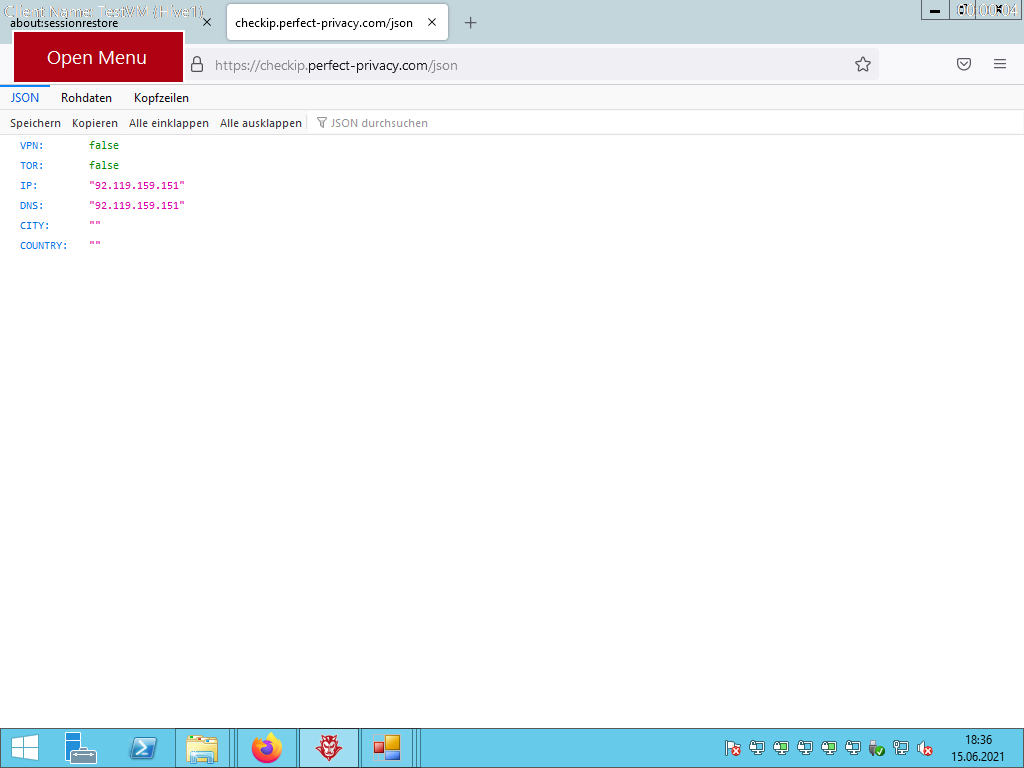 Client Name: TestVM (Hive1)
00:00:04
about:sessionrestore
checkip.perfect-privacy.com/json
Open Menu
https://checkip.perfect-privacy.com/json
JSON Rohdaten Kopfzeilen
Speichern Kopieren Alle einklappen Alle ausklappen JSON durchsuchen
VPN: false
TOR: false
IP: "92.119.159.151"
DNS: "92.119.159.151"
CITY: ""
COUNTRY: ""
18:36
15.06.2021